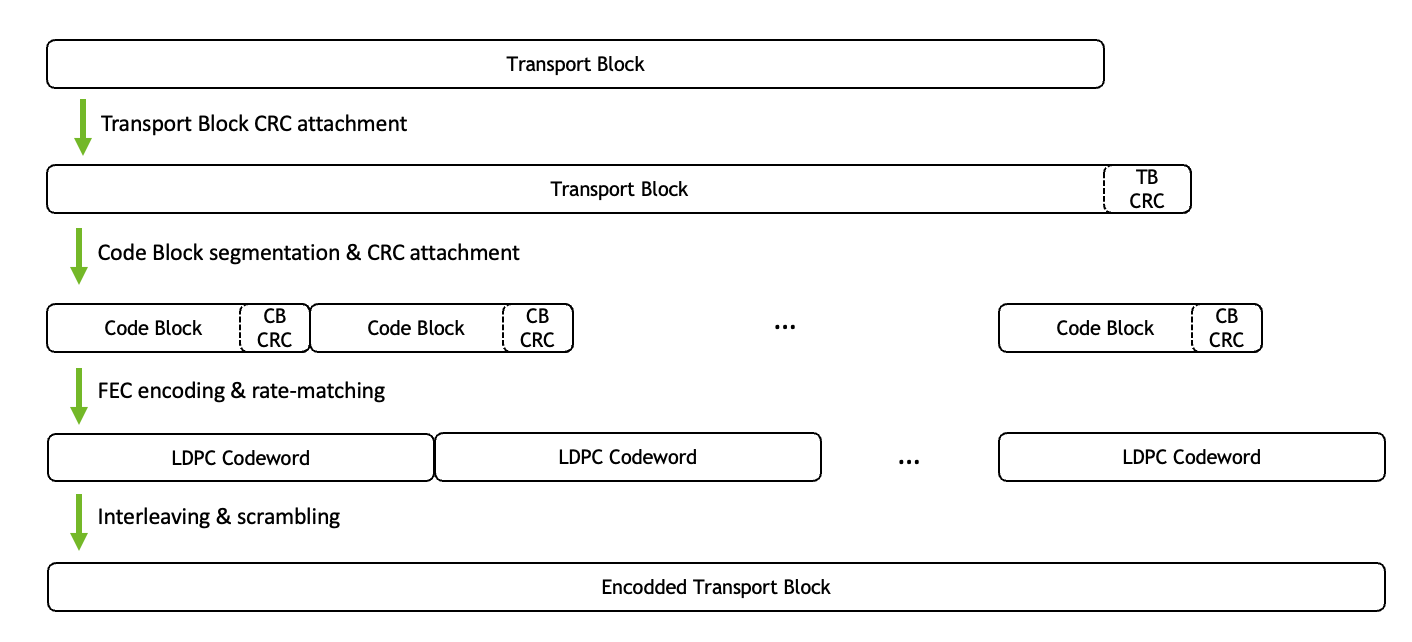 Transport Block
Transport Block CRC attachment
Transport Block
TB
CRC
Code Block segmentation & CRC attachment
Code Block
CB
CRC
Code Block
CB
CRC
...
Code Block
CB
CRC
FEC encoding & rate-matching
LDPC Codeword
LDPC Codeword
...
LDPC Codeword
Interleaving & scrambling
Encodded Transport Block